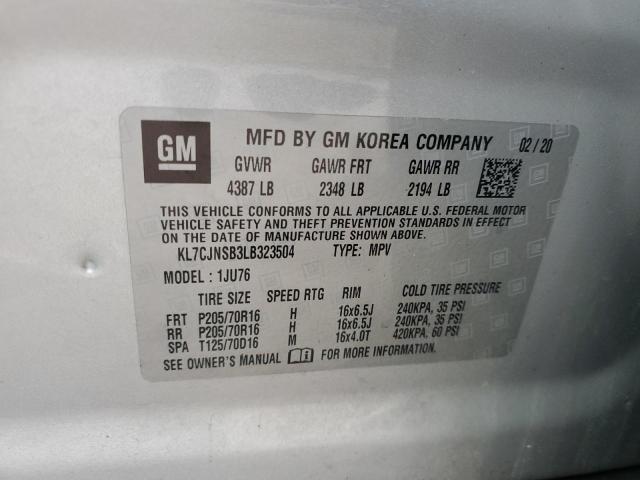 GM MFD BY GM KOREA COMPANY 02/20
GVWR GAWR FRT GAWR RR
4387 LB 2348 LB 2194 LB
THIS VEHICLE CONFORMS TO ALL APPLICABLE U.S. FEDERAL MOTOR
VEHICLE SAFETY AND THEFT PREVENTION STANDARDS IN EFFECT
ON THE DATE OF MANUFACTURE SHOWN ABOVE.
KL7CJNSB3LB323504 TYPE: MPV
MODEL : 1JU76
TIRE SIZE SPEED RTG RIM COLD TIRE PRESSURE
FRT P205/70R16 H 16x6.5J 240KPA, 35 PSI
RR P205/70R16 H 16x6.5J 240KPA, 35 PSI
SPA T125/70D16 M 16x4.0T 420KPA, 60 PSI
SEE OWNER'S MANUAL FOR MORE INFORMATION.